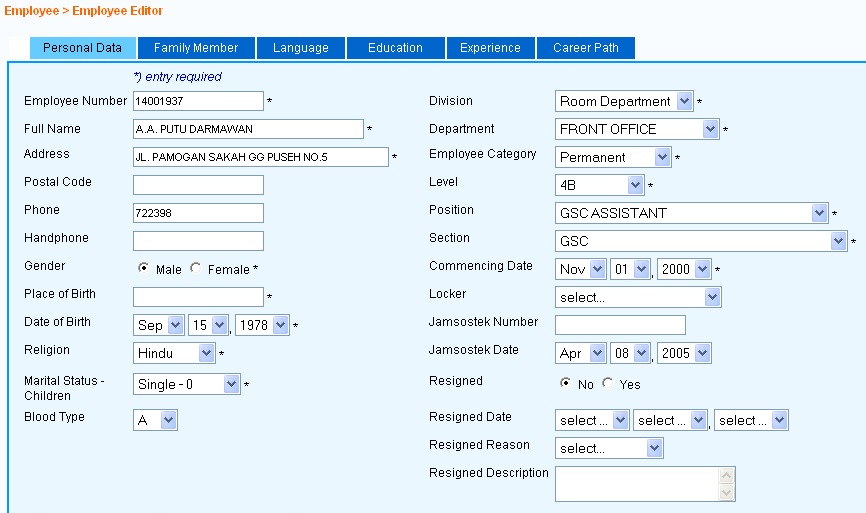 Employee > Employee Editor
Personal Data Family Member Language Education Experience Career Path
*) entry required
Employee Number 14001937 * Division Room Department *
Full Name A.A. PUTU DARMAWAN * Department FRONT OFFICE *
Address JL. PAMOGAN SAKAH GG PUSEH NO.5 * Employee Category Permanent *
Postal Code Level 4B *
Phone 722398 Position GSC ASSISTANT *
Handphone Section GSC *
Gender Male Female * Commencing Date Nov 01 , 2000 *
Place of Birth * Locker select...
Date of Birth Sep 15 , 1978 * Jamsostek Number
Religion Hindu * Jamsostek Date Apr 08 , 2005
Marital Status - Single - 0 * Resigned No Yes
Children
Blood Type A Resigned Date select ... select ... , select ...
Resigned Reason select...
Resigned Description